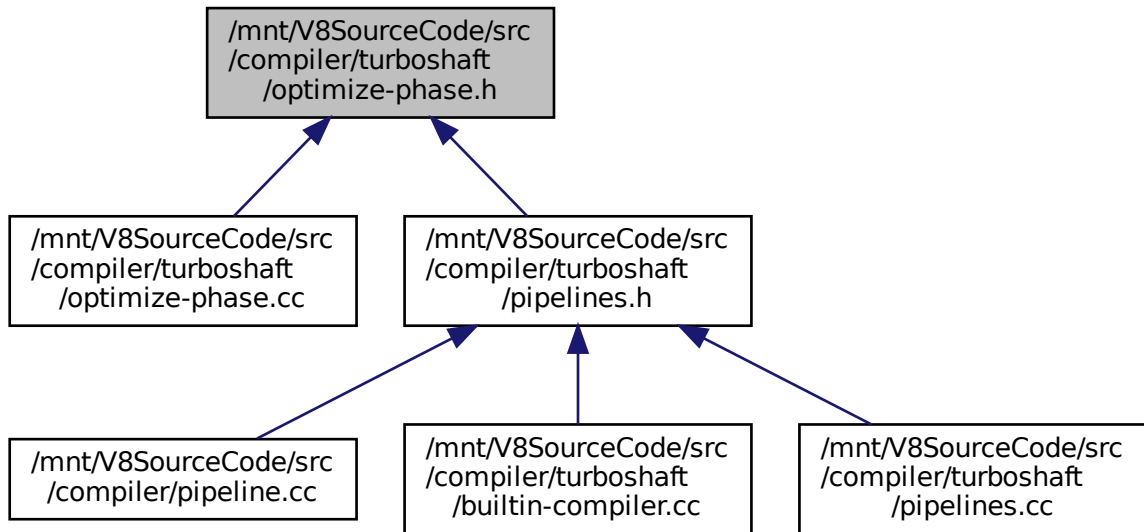 /mnt/V8SourceCode/src
/compiler/turboshaft
/optimize-phase.h
/mnt/V8SourceCode/src
/compiler/turboshaft
/optimize-phase.cc
/mnt/V8SourceCode/src
/compiler/turboshaft
/pipelines.h
/mnt/V8SourceCode/src
/compiler/pipeline.cc
/mnt/V8SourceCode/src
/compiler/turboshaft
/builtin-compiler.cc
/mnt/V8SourceCode/src
/compiler/turboshaft
/pipelines.cc